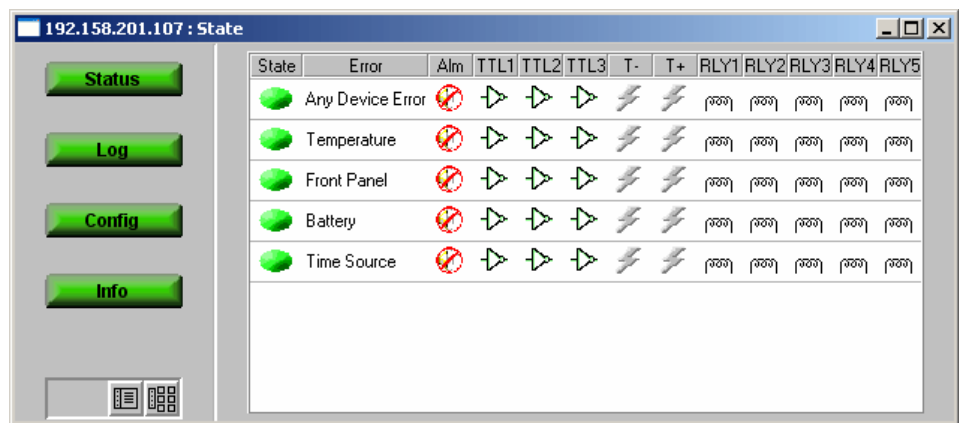 192.158.201.107 : State
Status
Log
Config
Info
State Error Alm TTL1 TTL2 TTL3 T- T+ RLY1 RLY2 RLY3 RLY4 RLY5
Any Device Error
Temperature
Front Panel
Battery
Time Source